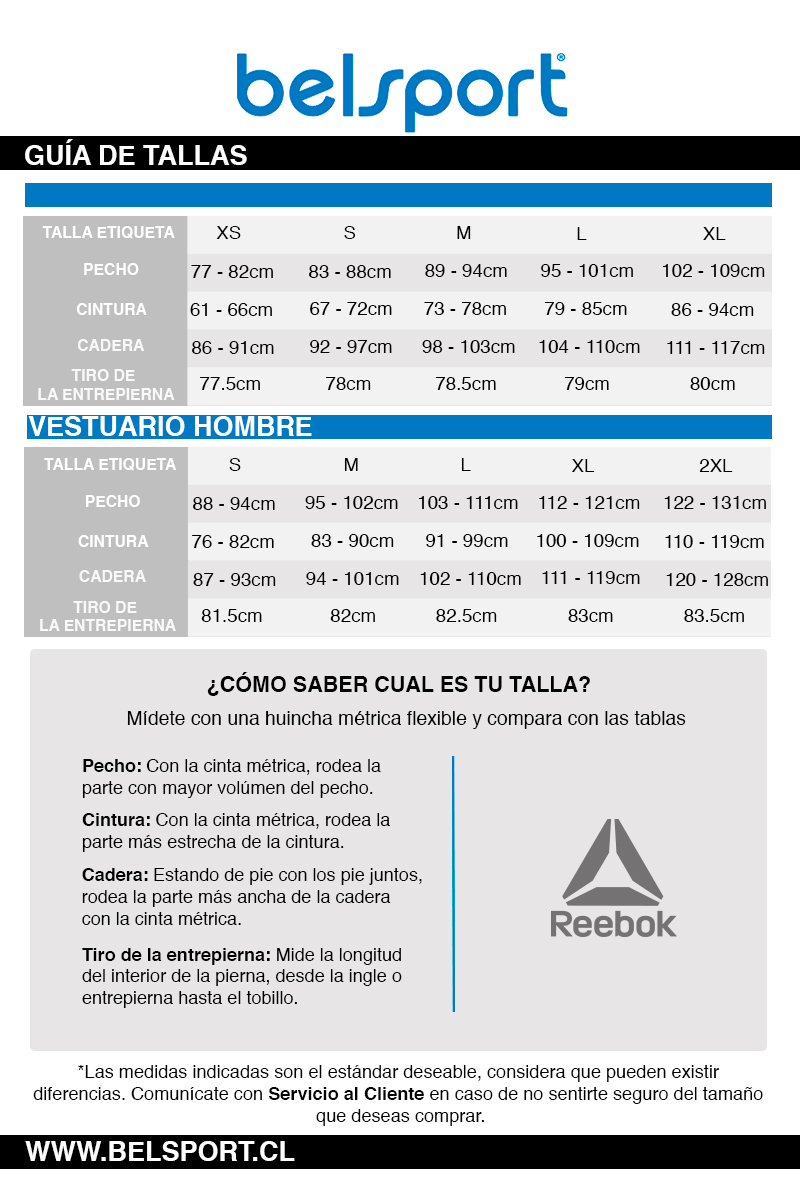 belsport®
GUÍA DE TALLAS
TALLA ETIQUETA XS S M L XL
PECHO 77 - 82cm 83 - 88cm 89 - 94cm 95 - 101cm 102 - 109cm
CINTURA 61 - 66cm 67 - 72cm 73 - 78cm 79 - 85cm 86 - 94cm
CADERA 86 - 91cm 92 - 97cm 98 - 103cm 104 - 110cm 111 - 117cm
TIRO DE
LA ENTREPIERNA 77.5cm 78cm 78.5cm 79cm 80cm
VESTUARIO HOMBRE
TALLA ETIQUETA S M L XL 2XL
PECHO 88 - 94cm 95 - 102cm 103 - 111cm 112 - 121cm 122 - 131cm
CINTURA 76 - 82cm 83 - 90cm 91 - 99cm 100 - 109cm 110 - 119cm
CADERA 87 - 93cm 94 - 101cm 102 - 110cm 111 - 119cm 120 - 128cm
TIRO DE
LA ENTREPIERNA 81.5cm 82cm 82.5cm 83cm 83.5cm
¿CÓMO SABER CUAL ES TU TALLA?
Mídete con una huincha métrica flexible y compara con las tablas
Pecho: Con la cinta métrica, rodea la
parte con mayor volúmen del pecho.
Cintura: Con la cinta métrica, rodea la
parte más estrecha de la cintura.
Cadera: Estando de pie con los pie juntos,
rodea la parte más ancha de la cadera
con la cinta métrica.
Tiro de la entrepierna: Mide la longitud
del interior de la pierna, desde la ingle o
entrepierna hasta el tobillo.
Reebok
*Las medidas indicadas son el estándar deseable, considera que pueden existir
diferencias. Comunícate con Servicio al Cliente en caso de no sentirte seguro del tamaño
que deseas comprar.
WWW.BELSPORT.CL